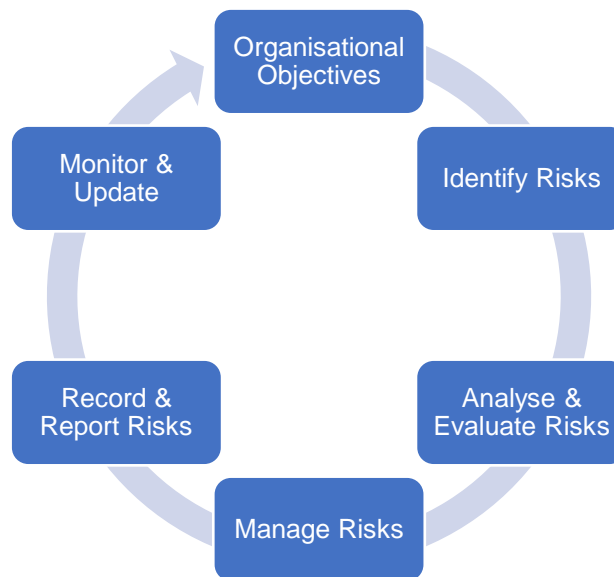 Organisational
Objectives
Identify Risks
Analyse &
Evaluate Risks
Manage Risks
Record &
Report Risks
Monitor &
Update